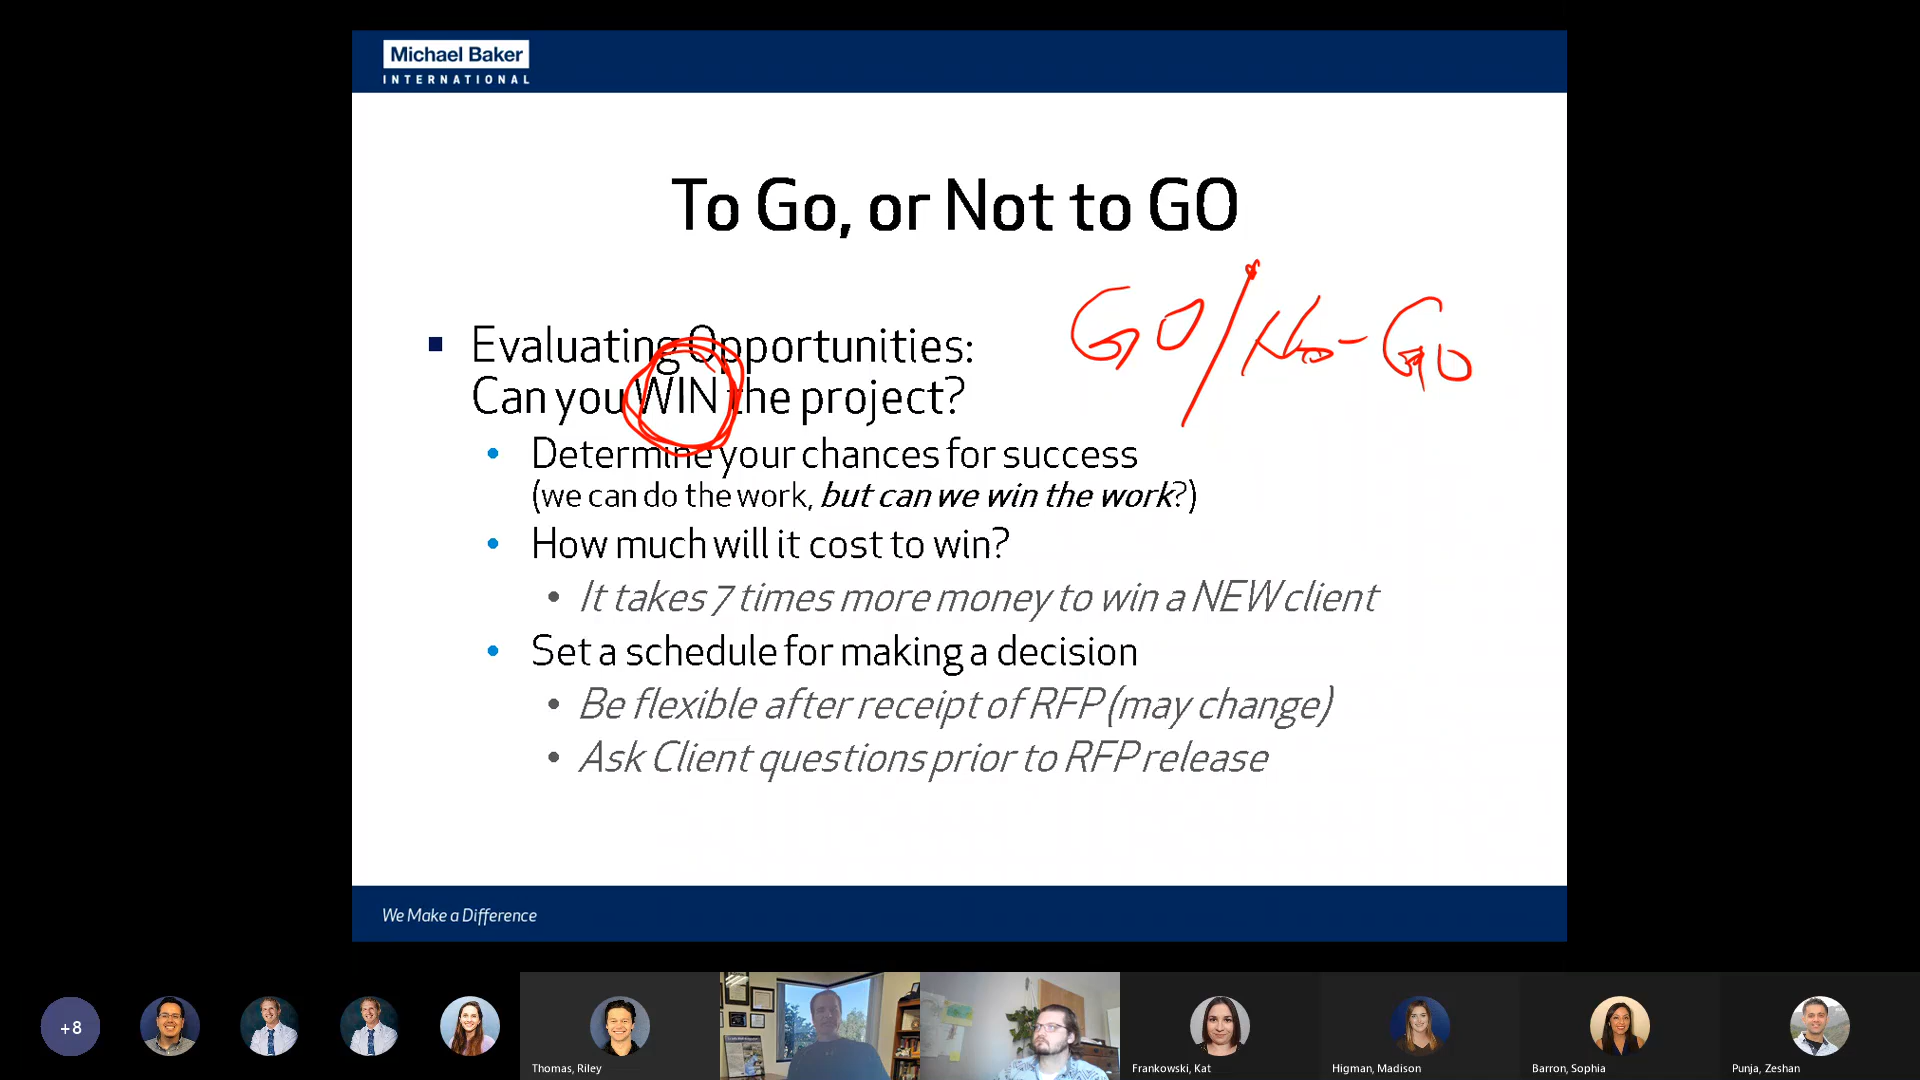 Michael Baker
INTERNATIONAL
To Go, or Not to GO
GO/No-GO
Evaluating Opportunities:
Can you WIN the project?
Determine your chances for success
(we can do the work, but can we win the work?)
How much will it cost to win?
It takes 7 times more money to win a NEW client
Set a schedule for making a decision
Be flexible after receipt of RFP (may change)
Ask Client questions prior to RFP release
We Make a Difference
+8
Thomas, Riley
Frankowski, Kat
Higman, Madison
Barron, Sophia
Punja, Zeshan